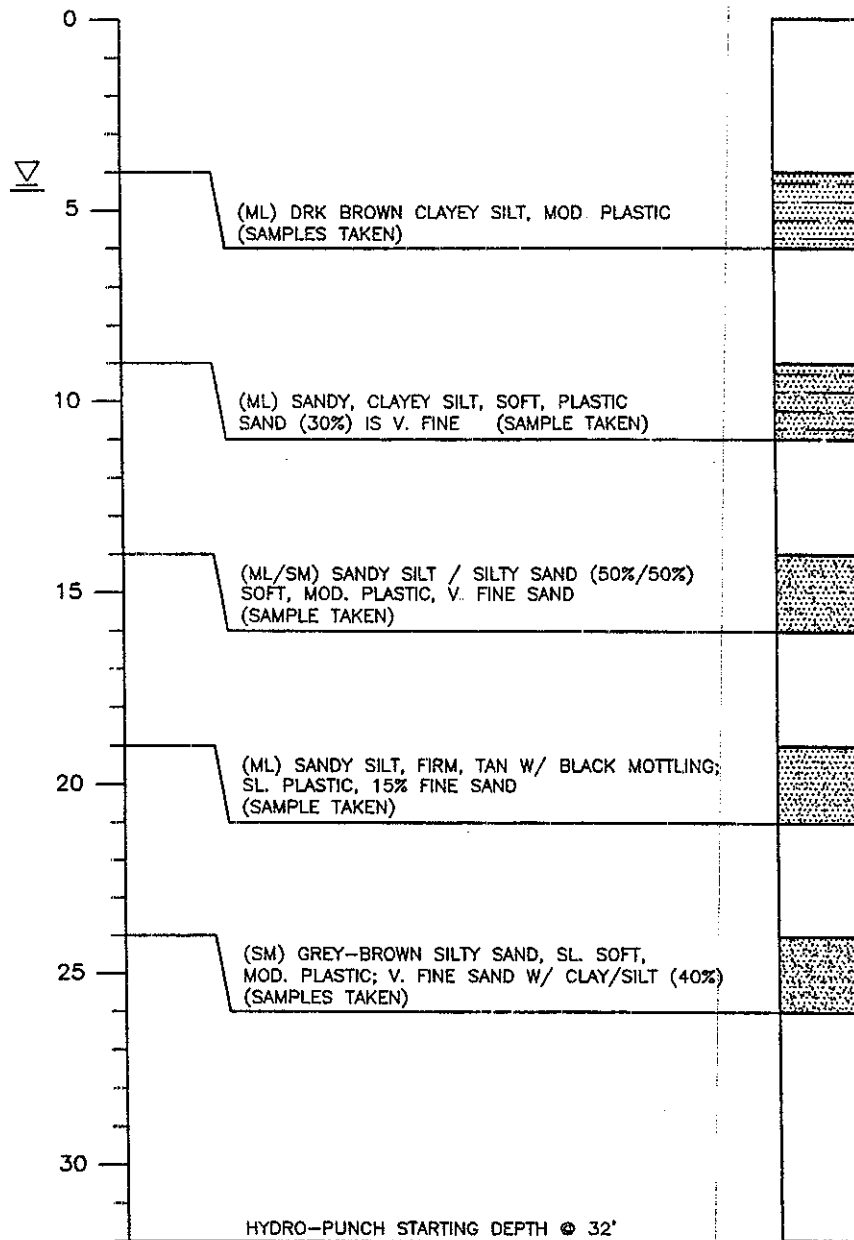 0
5
(ML) DRK BROWN CLAYEY SILT, MOD. PLASTIC
(SAMPLES TAKEN)
10
(ML) SANDY, CLAYEY SILT, SOFT, PLASTIC
SAND (30%) IS V. FINE (SAMPLE TAKEN)
(ML/SM) SANDY SILT / SILTY SAND (50%/50%)
15
SOFT, MOD. PLASTIC, V. FINE SAND
(SAMPLE TAKEN)
(ML) SANDY SILT, FIRM, TAN W/ BLACK MOTTLING;
20
SL. PLASTIC, 15% FINE SAND
(SAMPLE TAKEN)
(SM) GREY-BROWN SILTY SAND, SL. SOFT,
25
MOD. PLASTIC; V. FINE SAND W/ CLAY/SILT (40%)
(SAMPLES TAKEN)
30
HYDRO-PUNCH STARTING DEPTH @ 32'